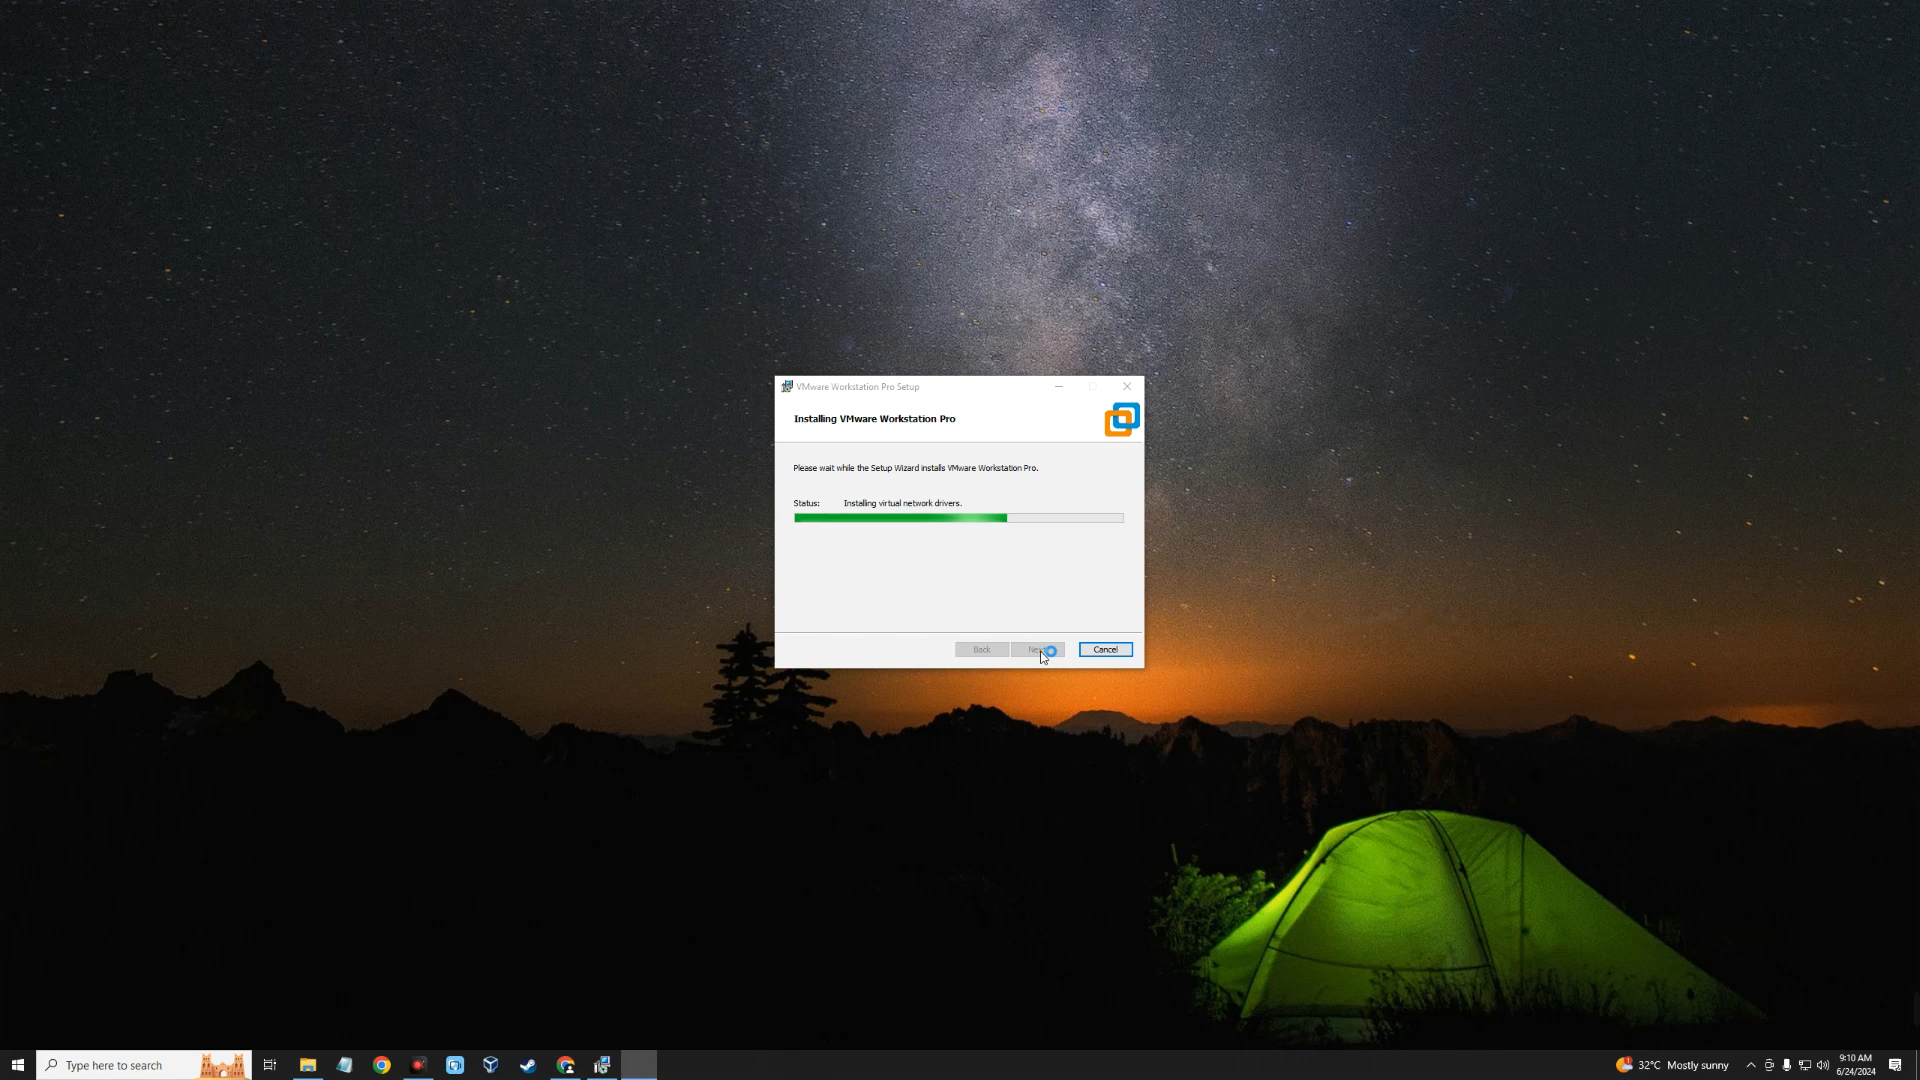 VMware Workstation Pro Setup
Installing VMware Workstation Pro
Please wait while the Setup Wizard installs VMware Workstation Pro.
Status: Installing virtual network drivers.
Back
Cancel
Type here to search
32°C Mostly sunny
9:10 AM
6/24/2024